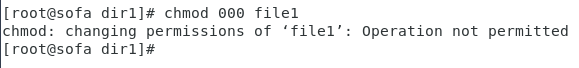 [root@sofa dir1]# chmod 000 file1
chmod: changing permissions of ‘file1’: Operation not permitted
[root@sofa dir1]#